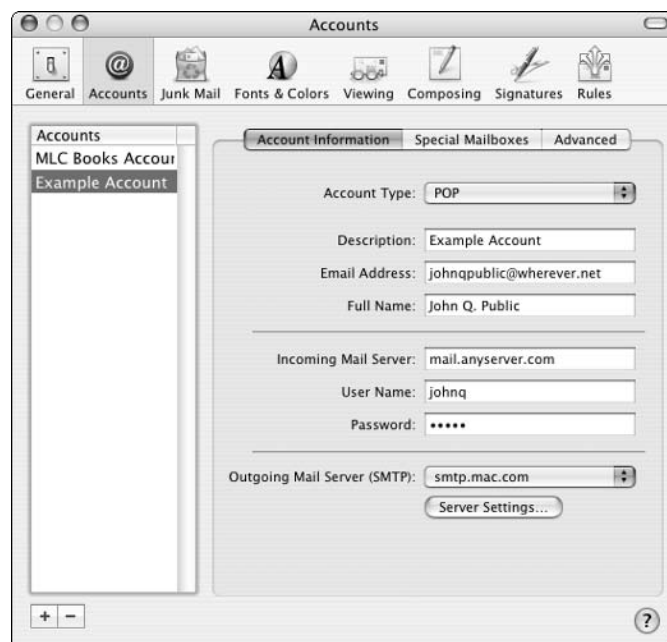 Accounts
General Accounts Junk Mail Fonts & Colors Viewing Composing Signatures Rules
Accounts
MLC Books Accour
Example Account
Account Information Special Mailboxes Advanced
Account Type: POP
Description: Example Account
Email Address: johnqpublic@wherever.net
Full Name: John Q. Public
Incoming Mail Server: mail.anyserver.com
User Name: johnq
Password: •••••
Outgoing Mail Server (SMTP): smtp.mac.com
Server Settings...
+ − ?